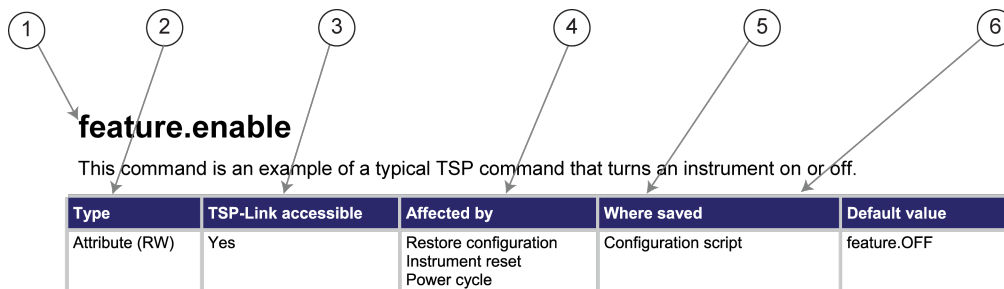 1 2 3 4 5 6
feature.enable
This command is an example of a typical TSP command that turns an instrument on or off.
Type TSP-Link accessible Affected by Where saved Default value
Attribute (RW) Yes Restore configuration Configuration script feature.OFF
Instrument reset
Power cycle